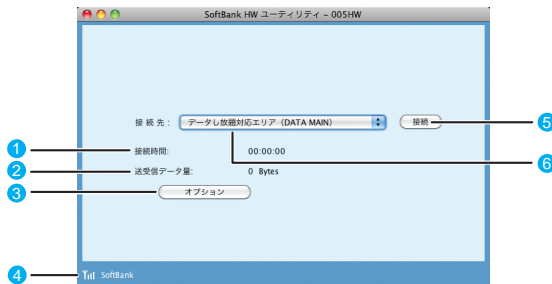 SoftBank HW ユーティリティ – 005HW
接続先: データし放題対応エリア（DATA MAIN） 接続 5
1 接続時間: 00:00:00
6
2 送受信データ量: 0 Bytes
3 オプション
4 SoftBank